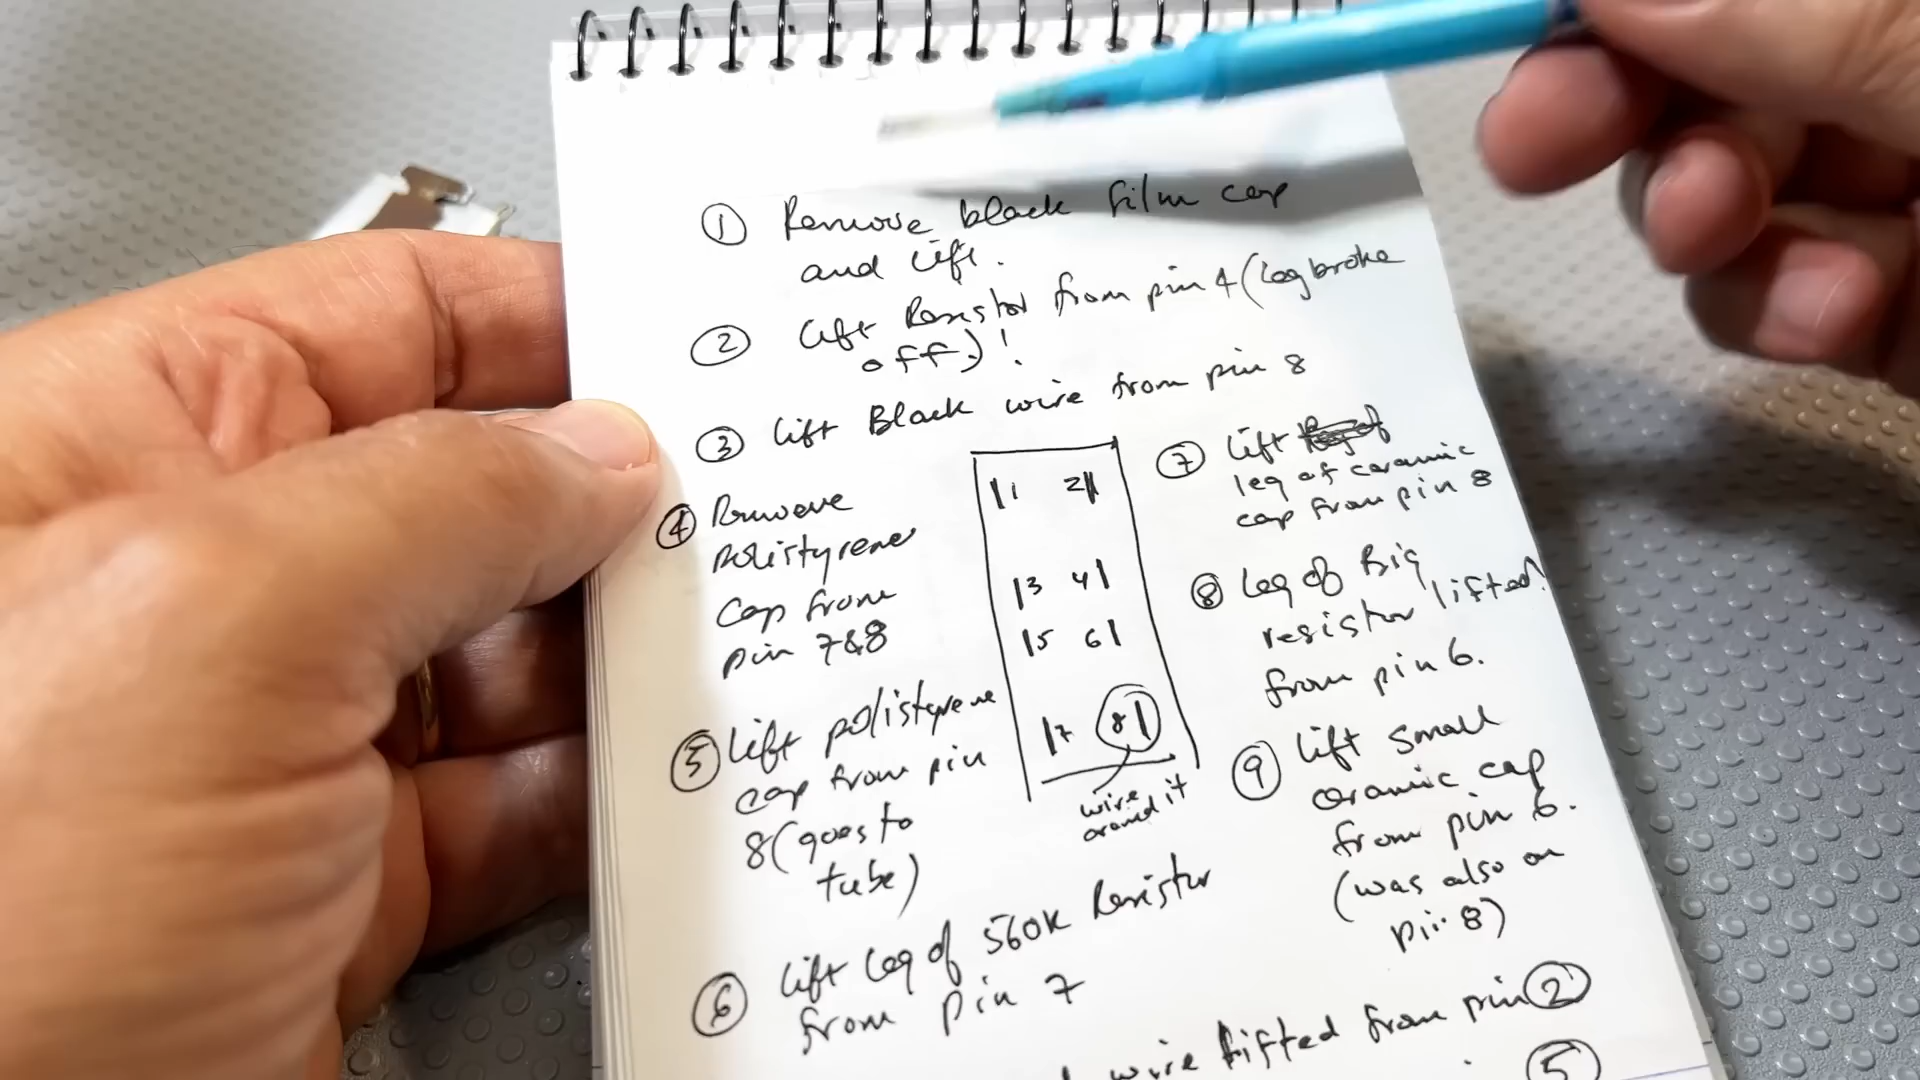 ① Remove black film cap
and lift.
② Lift Resistor from pin 4 (leg broke
off)!
③ Lift Black wire from pin 8
④ Remove
polistyrene
cap from
pin 7&8
⑤ Lift polistyrene
cap from pin
8 (goes to
tube)
⑥ Lift leg of 560K Resistor
from pin 7
1 2
3 4
5 6
7 8
wire
around it
⑦ Lift
leg of ceramic
cap from pin 8
⑧ Leg of Big
resistor lifted
from pin 6.
⑨ Lift small
ceramic cap
from pin 6.
(was also on
pin 8)
wire lifted from pin ②
⑤